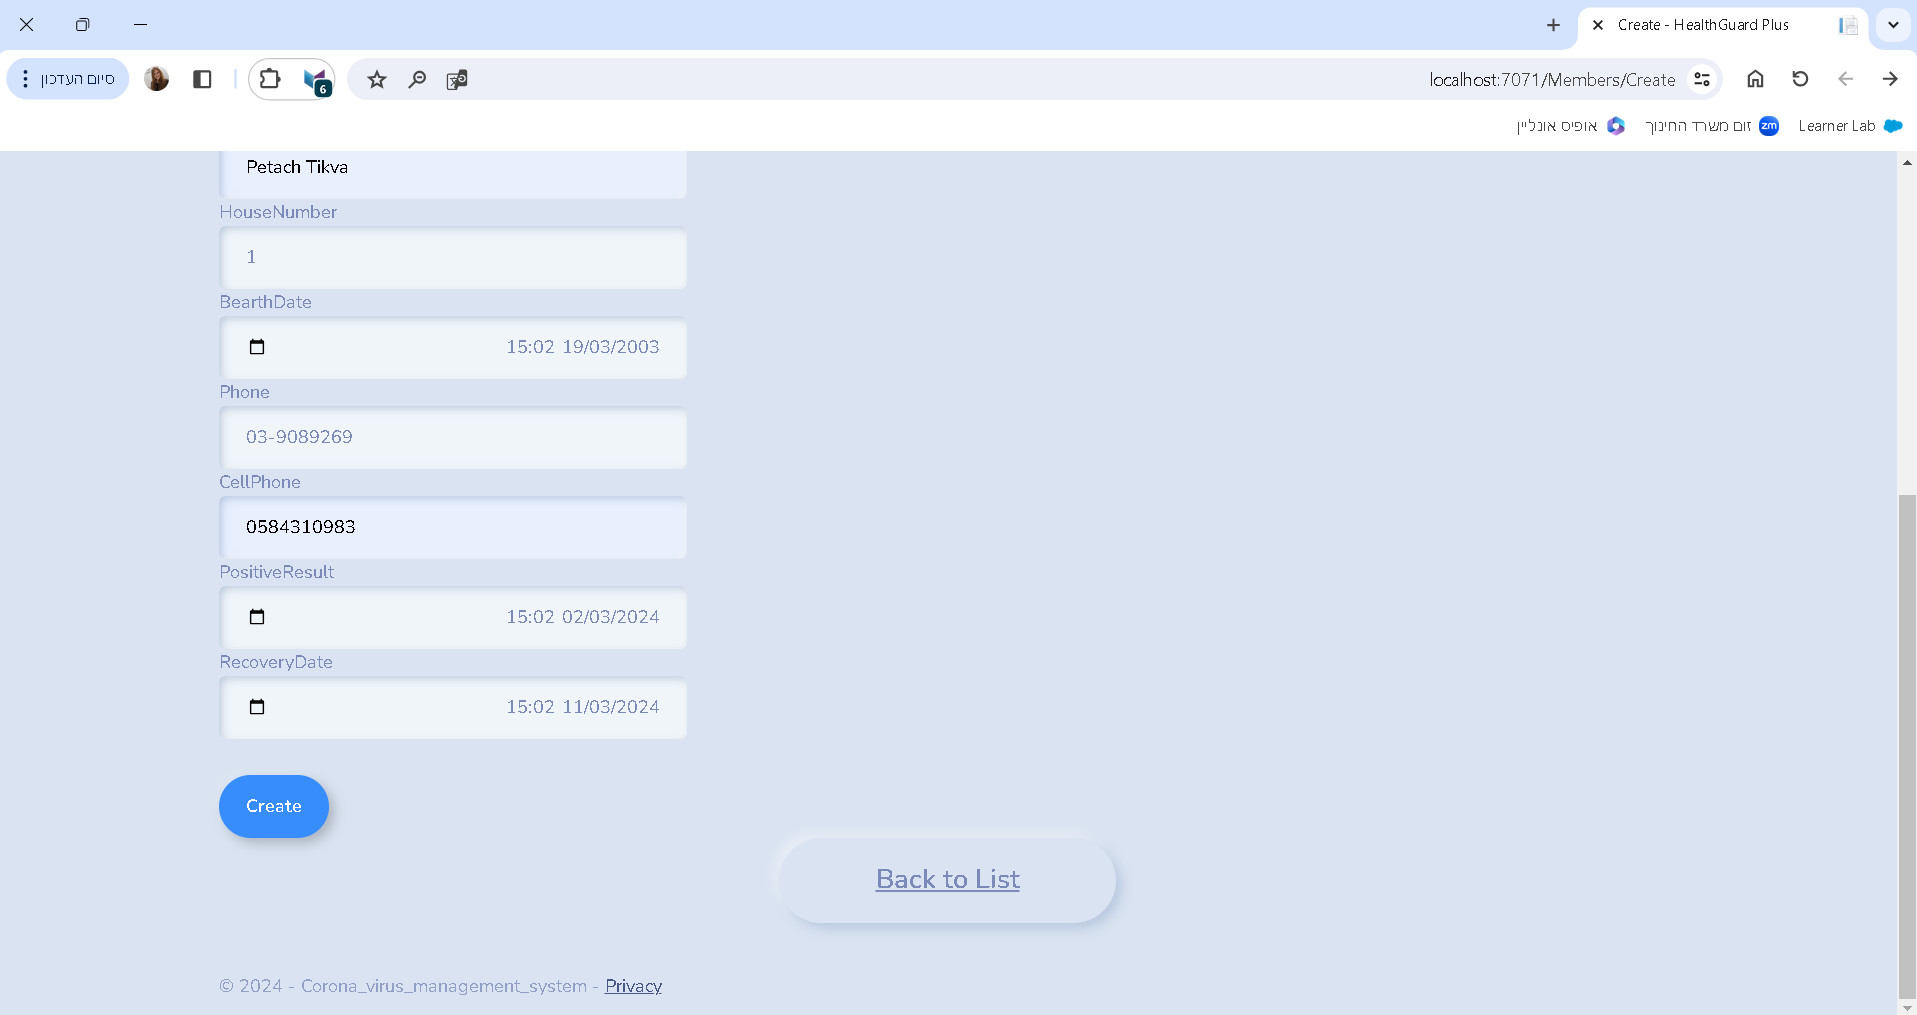 Create - HealthGuard Plus
סיום העדכון
6
localhost:7071/Members/Create
Learner Lab
zm
זום משרד החינוך
אופיס אונליין
Petach Tikva
HouseNumber
1
BearthDate
15:02 19/03/2003
Phone
03-9089269
CellPhone
0584310983
PositiveResult
15:02 02/03/2024
RecoveryDate
15:02 11/03/2024
Create
Back to List
© 2024 - Corona_virus_management_system - Privacy